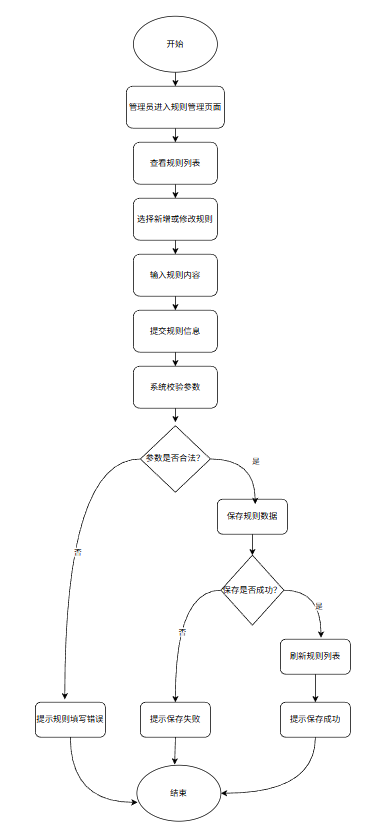 开始
管理员进入规则管理页面
查看规则列表
选择新增或修改规则
输入规则内容
提交规则信息
系统校验参数
参数是否合法？
是
保存规则数据
否
保存是否成功？
是
否
刷新规则列表
提示规则填写错误
提示保存失败
提示保存成功
结束